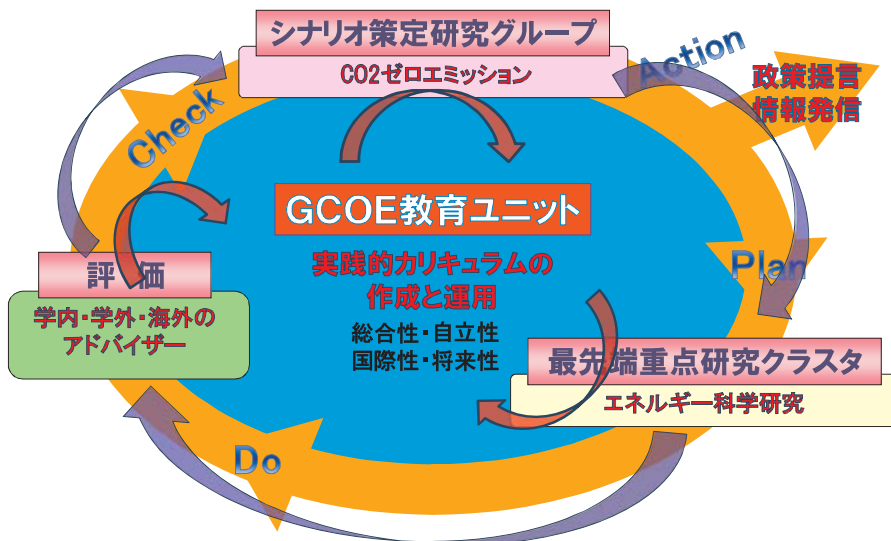 シナリオ策定研究グループ
CO2ゼロエミッション
Action
政策提言
情報発信
Check
GCOE教育ユニット
実践的カリキュラムの
作成と運用
総合性・自立性
国際性・将来性
Plan
評 価
学内・学外・海外の
アドバイザー
最先端重点研究クラスタ
エネルギー科学研究
Do